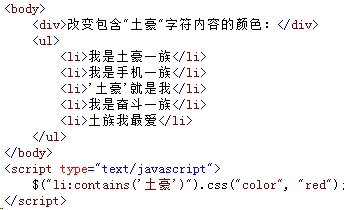 <body>
<div>改变包含"土豪"字符内容的颜色：</div>
<ul>
<li>我是土豪一族</li>
<li>我是手机一族</li>
<li>'土豪'就是我</li>
<li>我是奋斗一族</li>
<li>土族我最爱</li>
</ul>
</body>
<script type="text/javascript">
$("li:contains('土豪')").css("color", "red");
</script>